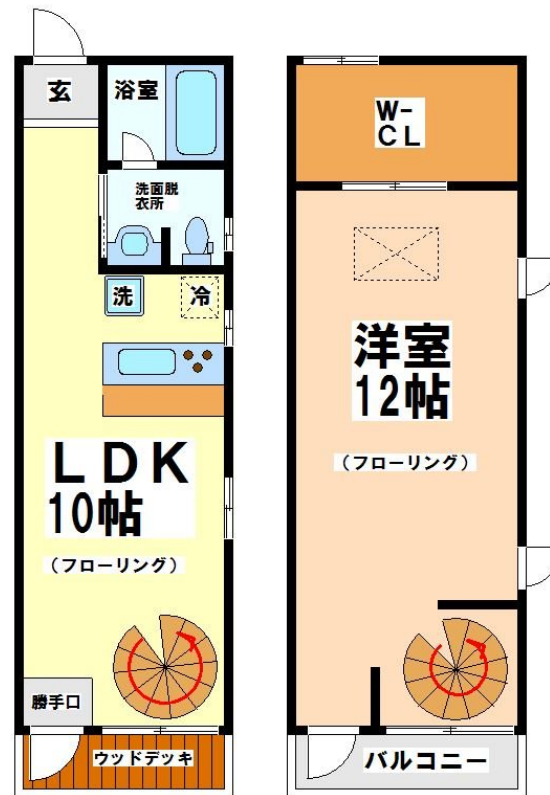 玄
浴室
洗面脱
衣所
洗
冷
LDK
10帖
(フローリング)
勝手口
ウッドデッキ
W-
CL
洋室
12帖
(フローリング)
バルコニー